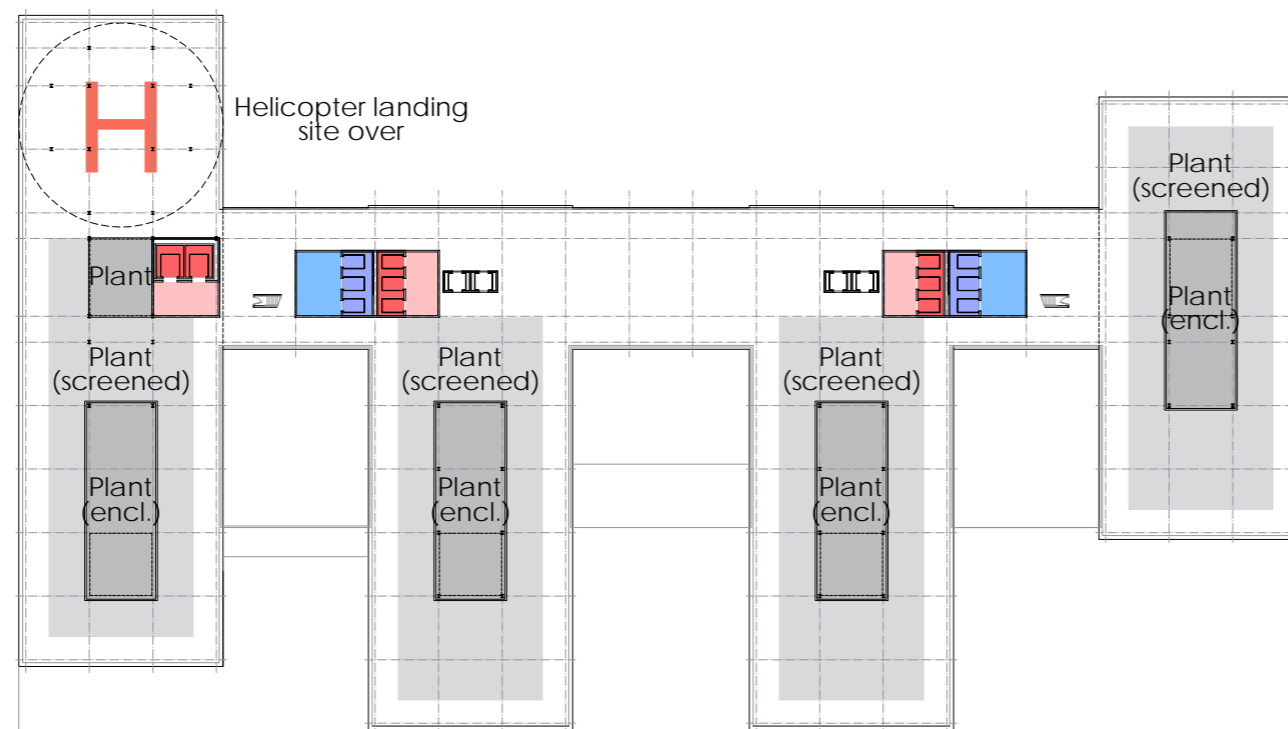 H
Helicopter landing
site over
Plant
(screened)
Plant
Plant
(encl.)
Plant
(screened)
Plant
(screened)
Plant
(screened)
Plant
(encl.)
Plant
(encl.)
Plant
(encl.)